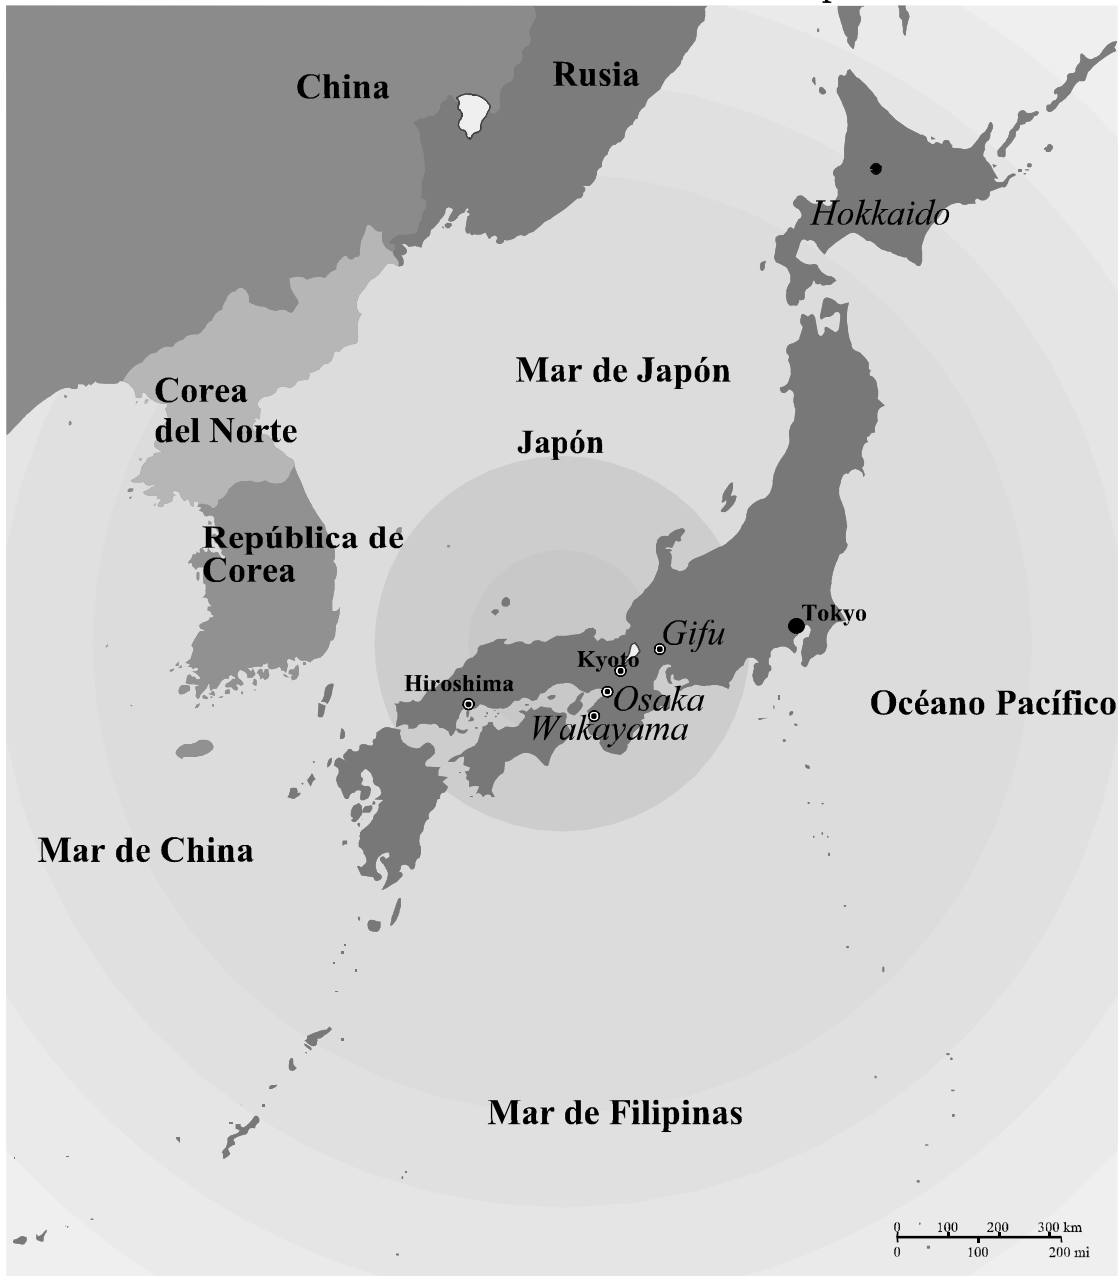 China
Rusia
Hokkaido
Mar de Japón
Corea
del Norte
Japón
República de
Corea
Tokyo
Gifu
Kyoto
Hiroshima
Osaka
Océano Pacífico
Wakayama
Mar de China
Mar de Filipinas
0 100 200 300 km
0 100 200 mi